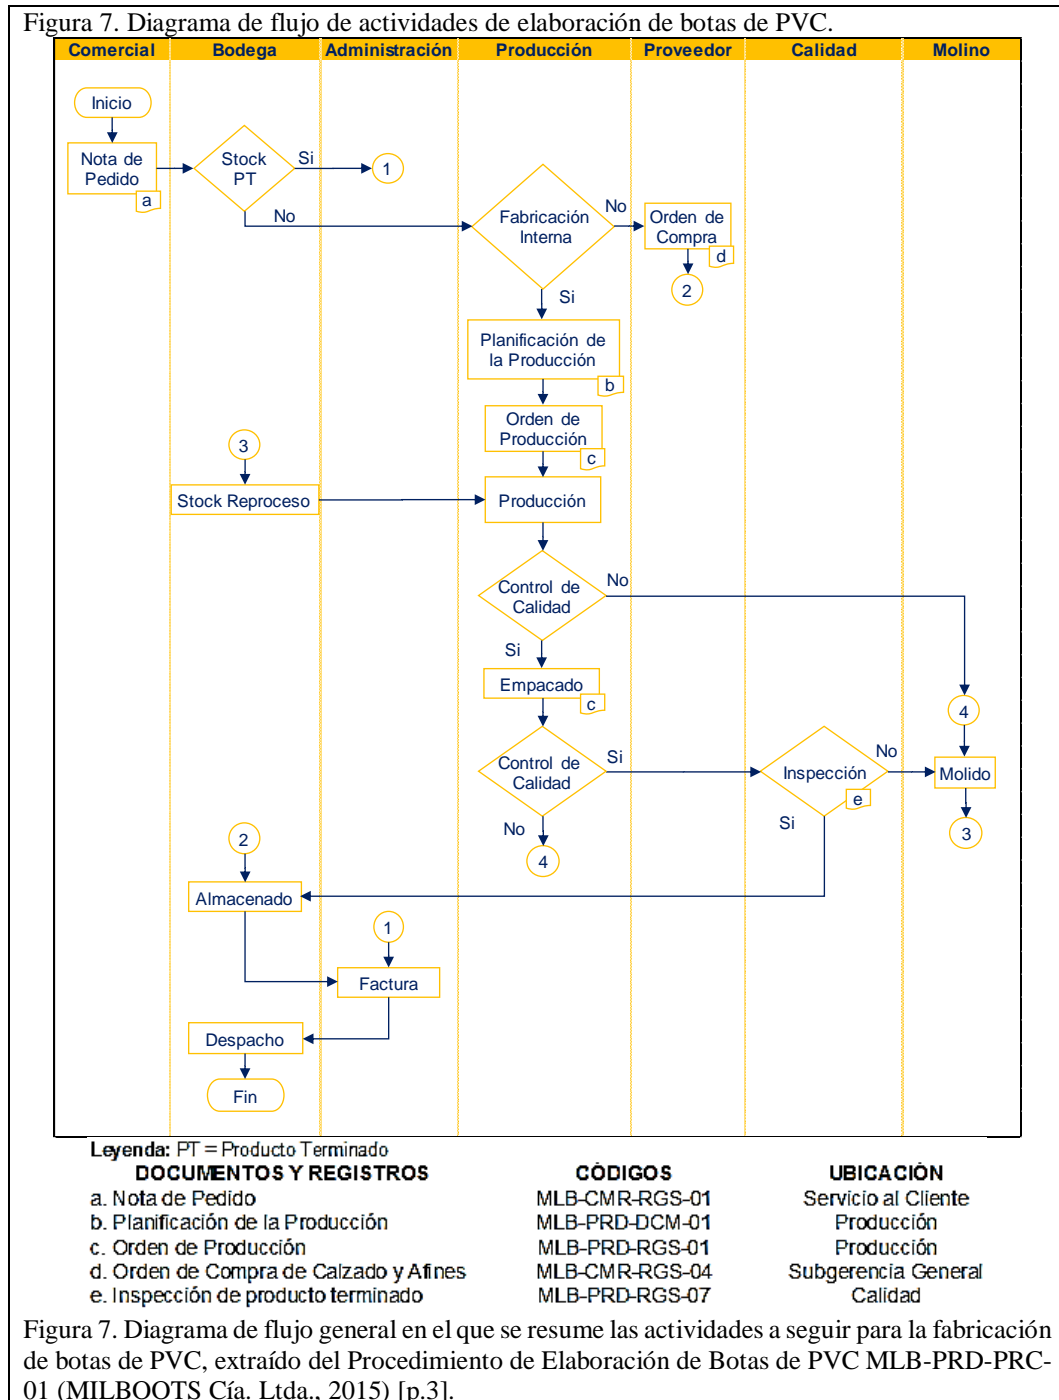 Figura 7. Diagrama de flujo de actividades de elaboración de botas de PVC.
Comercial Bodega Administración Producción Proveedor Calidad Molino
Inicio
Nota de
Pedido
a
Stock
PT
Si
1
No
Fabricación
Interna
No
Orden de
Compra
d
2
Si
Planificación de
la Producción
b
Orden de
Producción
c
3
Stock Reproceso
Producción
Control de
Calidad
No
Si
4
Empacado
c
Control de
Calidad
Si
Inspección
e
No
Molido
No
Si
3
4
2
Almacenado
1
Factura
Despacho
Fin
Leyenda: PT = Producto Terminado
DOCUMENTOS Y REGISTROS CÓDIGOS UBICACIÓN
a. Nota de Pedido MLB-CMR-RGS-01 Servicio al Cliente
b. Planificación de la Producción MLB-PRD-DCM-01 Producción
c. Orden de Producción MLB-PRD-RGS-01 Producción
d. Orden de Compra de Calzado y Afines MLB-CMR-RGS-04 Subgerencia General
e. Inspección de producto terminado MLB-PRD-RGS-07 Calidad
Figura 7. Diagrama de flujo general en el que se resume las actividades a seguir para la fabricación
de botas de PVC, extraído del Procedimiento de Elaboración de Botas de PVC MLB-PRD-PRC-
01 (MILBOOTS Cía. Ltda., 2015) [p.3].